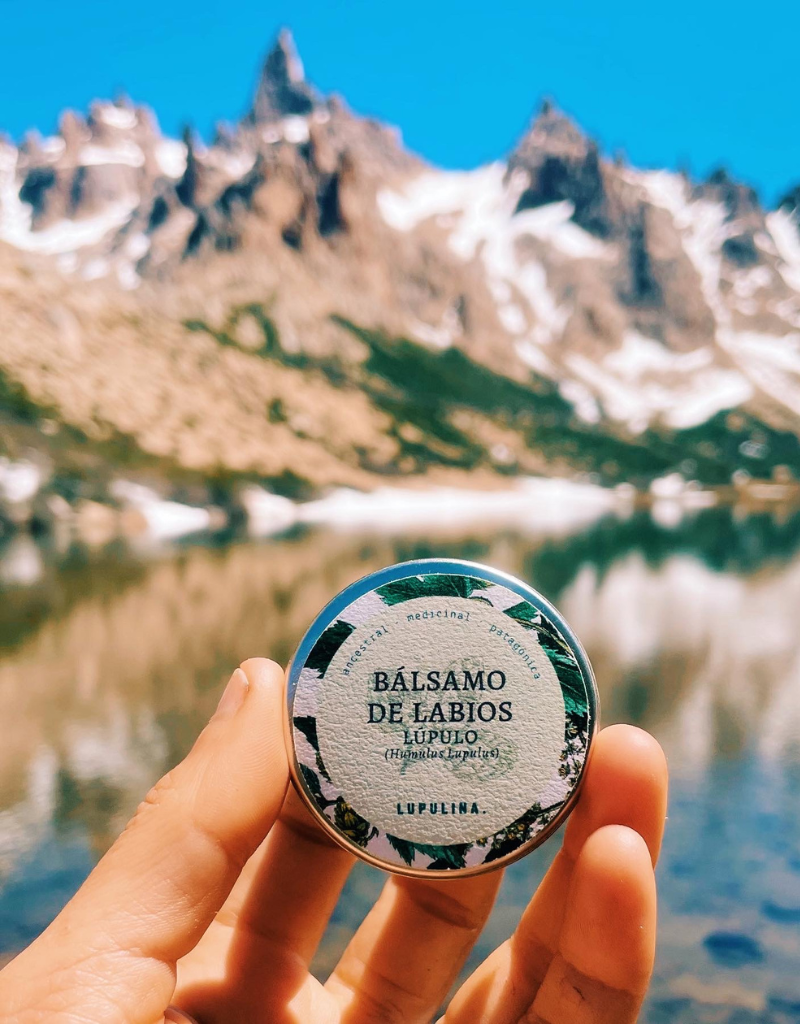 ancestral medicinal patagónica
BÁLSAMO
DE LABIOS
LÚPULO
(Humulus Lupulus)
LUPULINA.